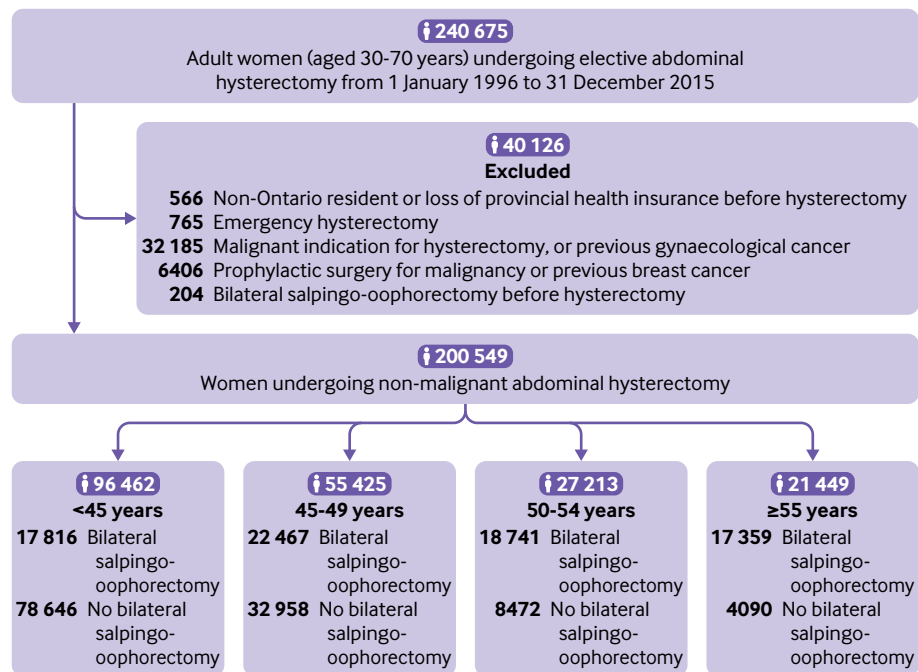 240 675
Adult women (aged 30-70 years) undergoing elective abdominal
hysterectomy from 1 January 1996 to 31 December 2015
40 126
Excluded
566 Non-Ontario resident or loss of provincial health insurance before hysterectomy
765 Emergency hysterectomy
32 185 Malignant indication for hysterectomy, or previous gynaecological cancer
6406 Prophylactic surgery for malignancy or previous breast cancer
204 Bilateral salpingo-oophorectomy before hysterectomy
200 549
Women undergoing non-malignant abdominal hysterectomy
96 462
<45 years
17 816 Bilateral
salpingo-
oophorectomy
78 646 No bilateral
salpingo-
oophorectomy
55 425
45-49 years
22 467 Bilateral
salpingo-
oophorectomy
32 958 No bilateral
salpingo-
oophorectomy
27 213
50-54 years
18 741 Bilateral
salpingo-
oophorectomy
8472 No bilateral
salpingo-
oophorectomy
21 449
≥55 years
17 359 Bilateral
salpingo-
oophorectomy
4090 No bilateral
salpingo-
oophorectomy